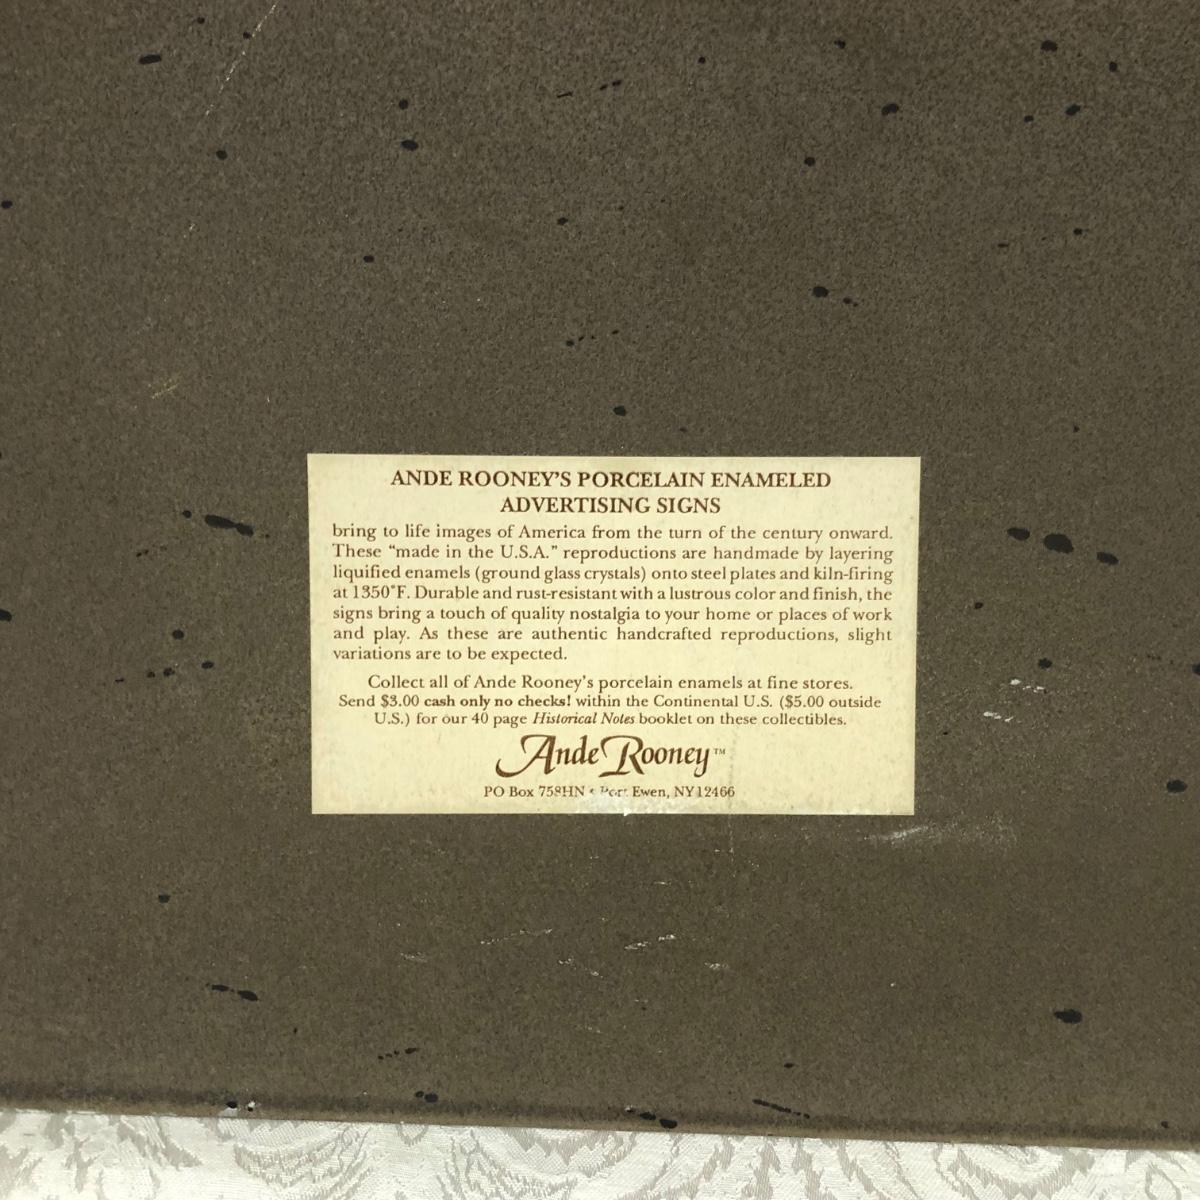 ANDE ROONEY'S PORCELAIN ENAMELED
ADVERTISING SIGNS
bring to life images of America from the turn of the century onward.
These “made in the U.S.A.” reproductions are handmade by layering
liquified enamels (ground glass crystals) onto steel plates and kiln-firing
at 1350°F. Durable and rust-resistant with a lustrous color and finish, the
signs bring a touch of quality nostalgia to your home or places of work
and play. As these are authentic handcrafted reproductions, slight
variations are to be expected.
Collect all of Ande Rooney's porcelain enamels at fine stores.
Send $3.00 cash only no checks! within the Continental U.S. ($5.00 outside
U.S.) for our 40 page Historical Notes booklet on these collectibles.
Ande Rooney™
PO Box 758HN • Port Ewen, NY 12466